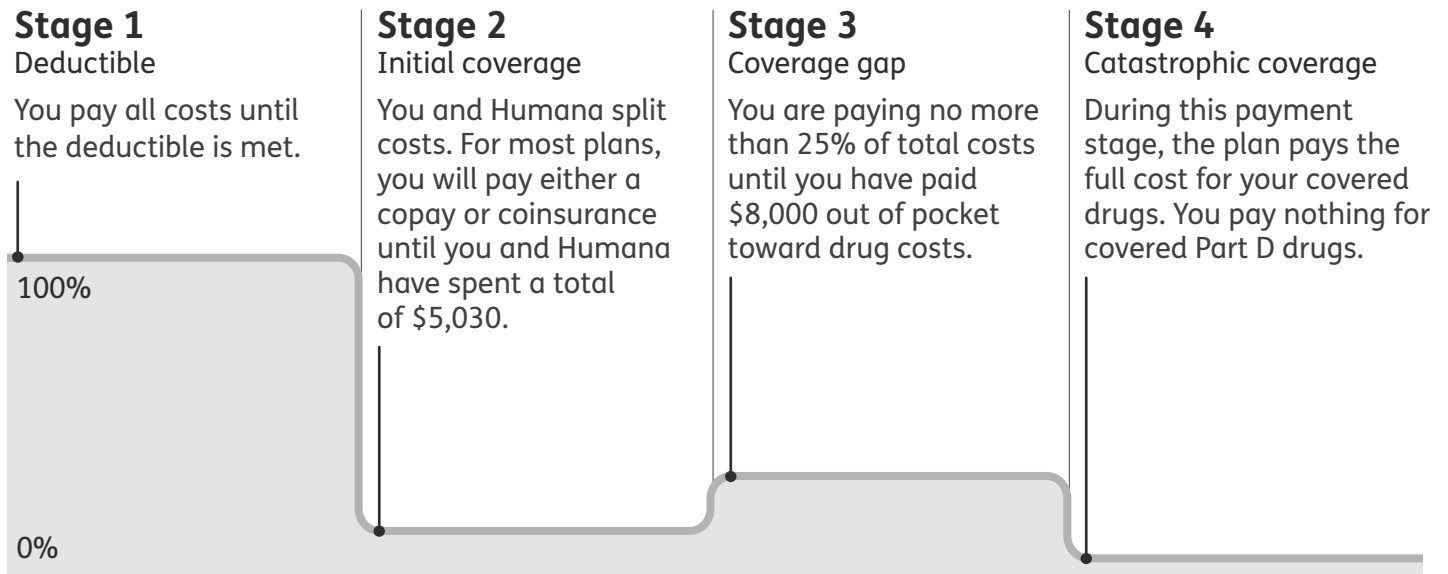 Stage 1
Deductible
You pay all costs until
the deductible is met.
100%
0%
Stage 2
Initial coverage
You and Humana split
costs. For most plans,
you will pay either a
copay or coinsurance
until you and Humana
have spent a total
of $5,030.
Stage 3
Coverage gap
You are paying no more
than 25% of total costs
until you have paid
$8,000 out of pocket
toward drug costs.
Stage 4
Catastrophic coverage
During this payment
stage, the plan pays the
full cost for your covered
drugs. You pay nothing for
covered Part D drugs.